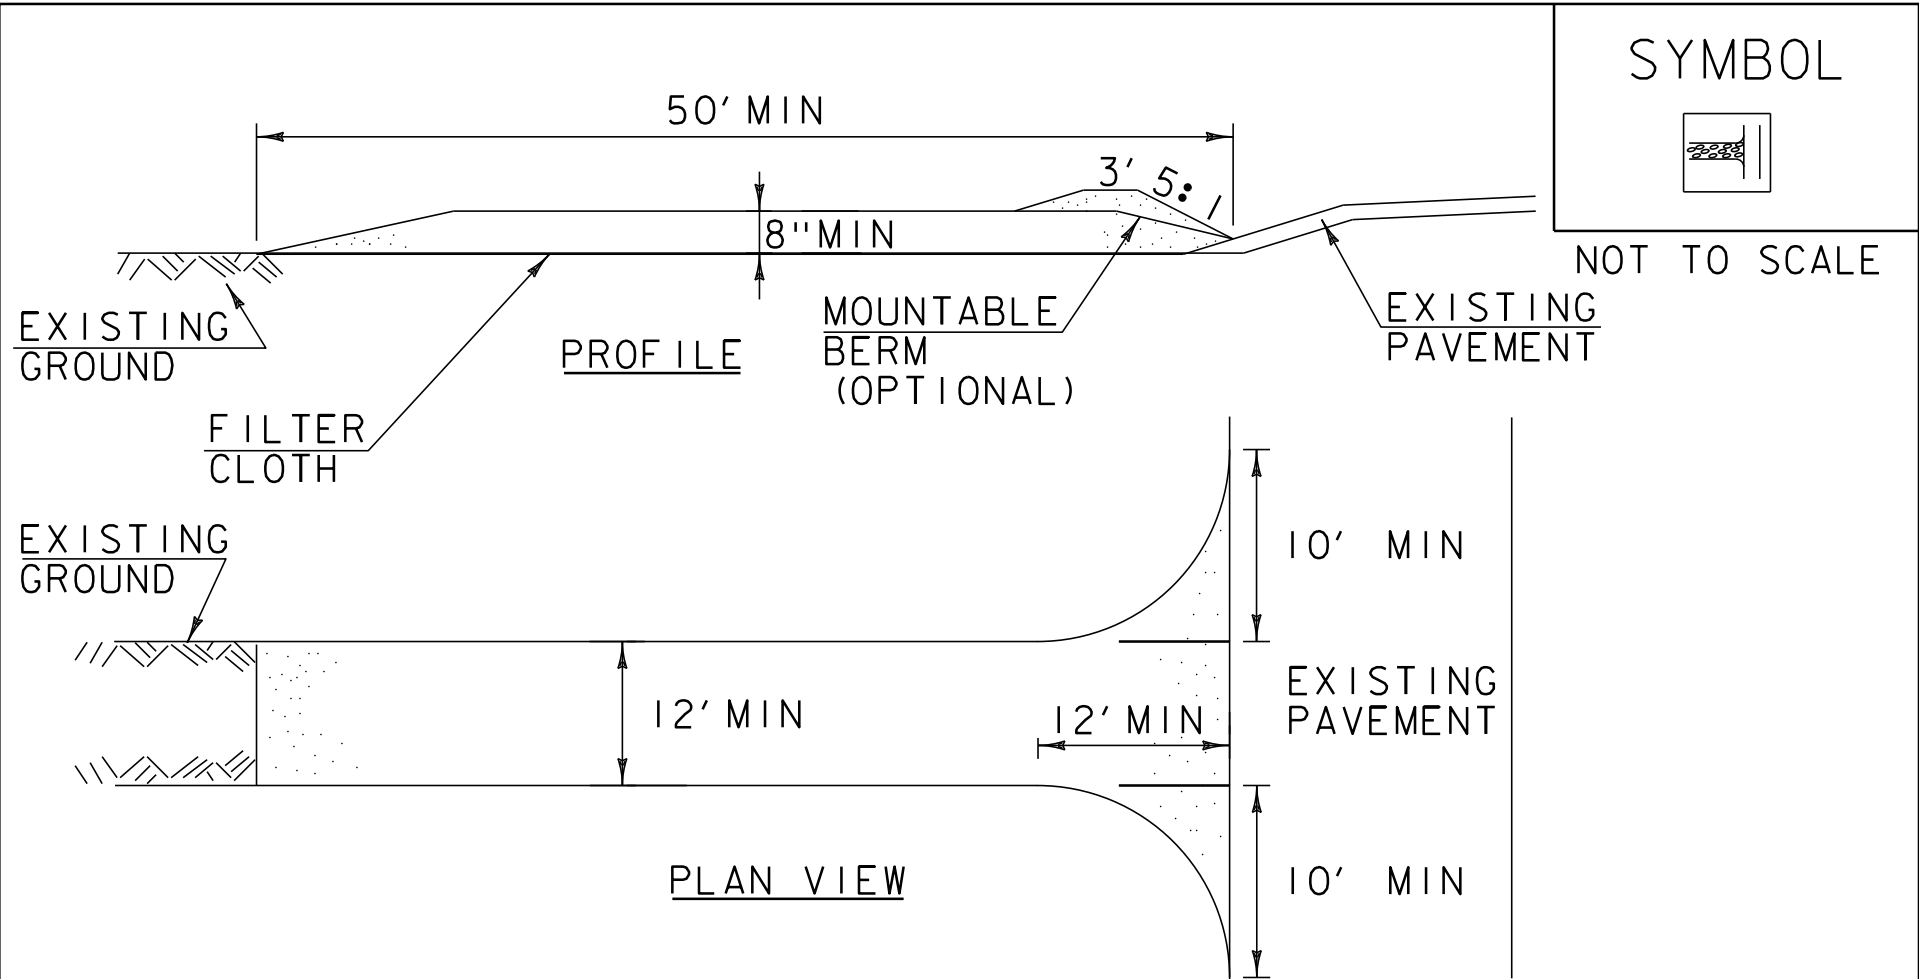 SYMBOL
50' MIN
3' 5:1
8" MIN
NOT TO SCALE
EXISTING
GROUND
MOUNTABLE
BERM
(OPTIONAL)
EXISTING
PAVEMENT
PROFILE
FILTER
CLOTH
EXISTING
GROUND
10' MIN
12' MIN
12' MIN
EXISTING
PAVEMENT
PLAN VIEW
10' MIN